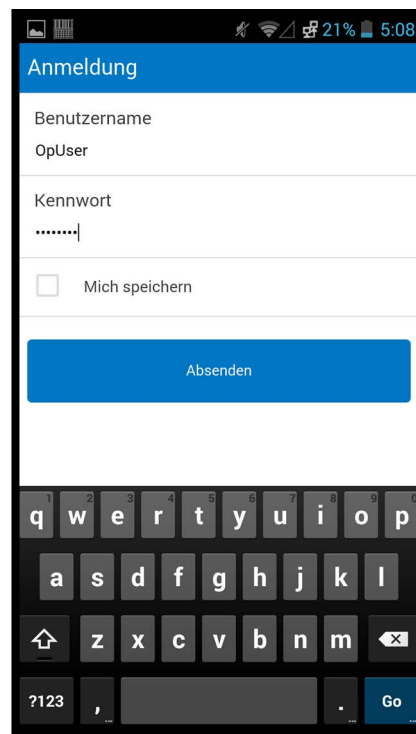 21% 5:08
Anmeldung
Benutzername
OpUser
Kennwort
••••••••
Mich speichern
Absenden
1 2 3 4 5 6 7 8 9 0
q w e r t y u i o p
a s d f g h j k l
z x c v b n m
?123 , ... . ... Go ...